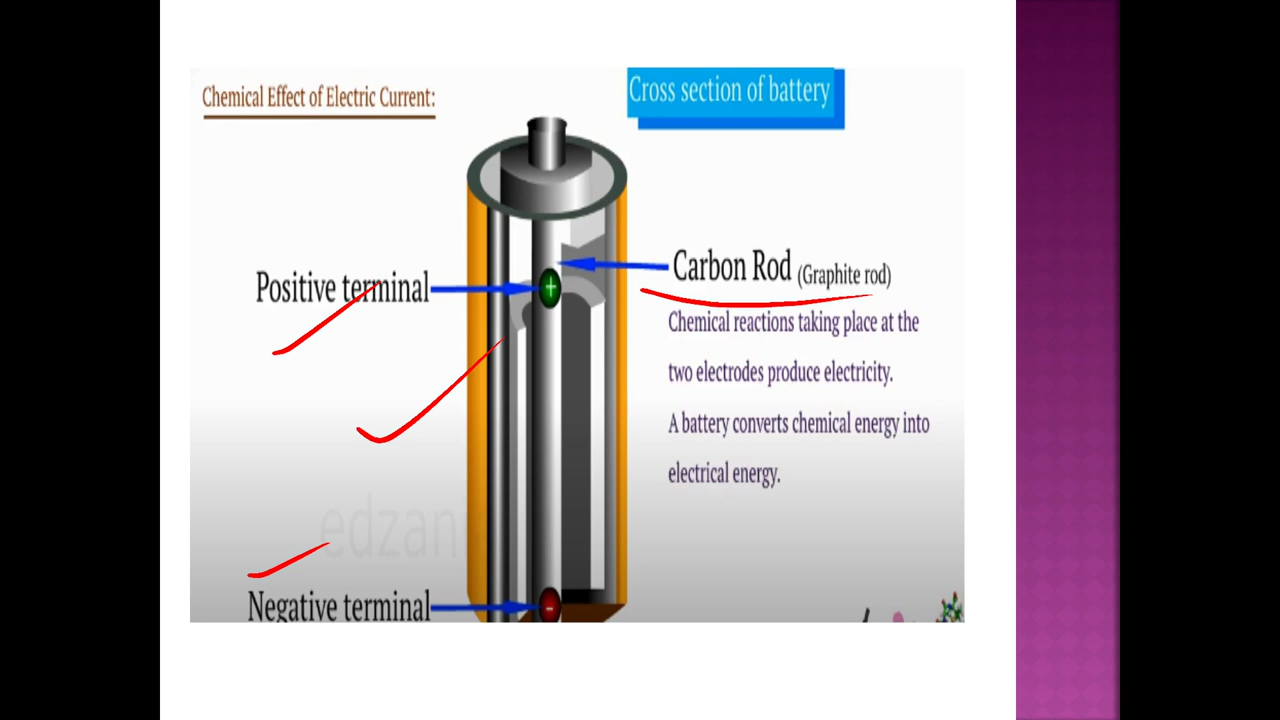 Chemical Effect of Electric Current:
Cross section of battery
Positive terminal
+
Carbon Rod (Graphite rod)
Chemical reactions taking place at the
two electrodes produce electricity.
A battery converts chemical energy into
electrical energy.
edzan
Negative terminal
-